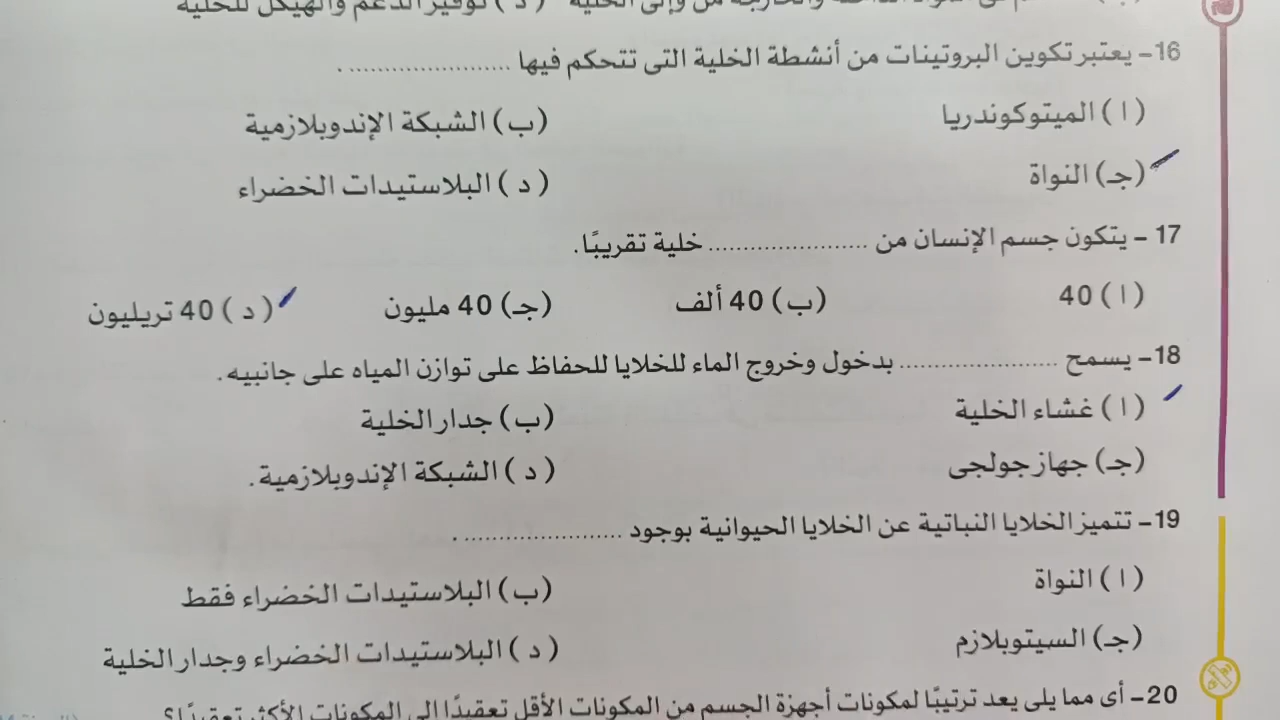 توفير الدعم والهيكل للخلية
16- يعتبر تكوين البروتينات من أنشطة الخلية التى تتحكم فيها ...................... .
( ا ) الميتوكوندريا (ب) الشبكة الإندوبلازمية
(جـ) النواة ( د ) البلاستيدات الخضراء
17 - يتكون جسم الإنسان من ...................... خلية تقريبًا.
( ا ) 40 (ب) 40 ألف (جـ) 40 مليون ( د ) 40 تريليون
18- يسمح ...................... بدخول وخروج الماء للخلايا للحفاظ على توازن المياه على جانبيه .
( ا ) غشاء الخلية (ب) جدار الخلية
(جـ) جهاز جولجى ( د ) الشبكة الإندوبلازمية .
19- تتميز الخلايا النباتية عن الخلايا الحيوانية بوجود ...................... .
( ا ) النواة (ب) البلاستيدات الخضراء فقط
(جـ) السيتوبلازم ( د ) البلاستيدات الخضراء وجدار الخلية
20- أى مما يلى يعد ترتيبًا لمكونات أجهزة الجسم من المكونات الأقل تعقيدًا إلى المكونات الأكثر تعقيدًا؟